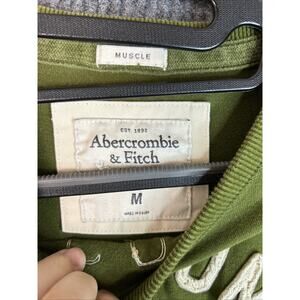 MUSCLE
EST. 1892
Abercrombie
& Fitch
M